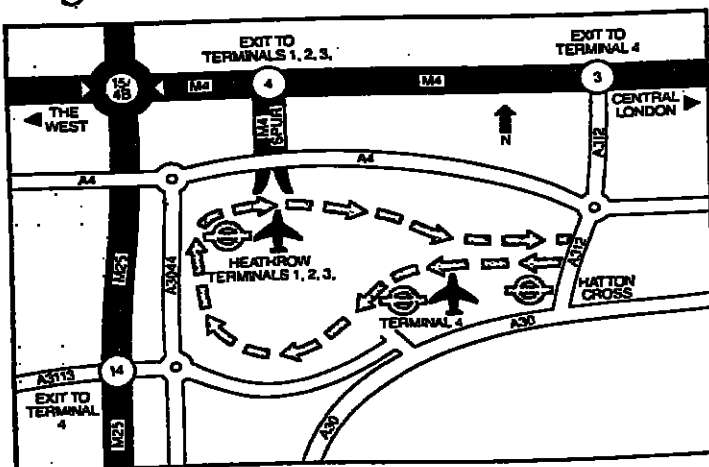 EXIT TO
TERMINALS 1, 2, 3,
EXIT TO
TERMINAL 4
15/
4B
M4
4
M4
3
THE
WEST
M4
SPUR
N
CENTRAL
LONDON
A312
A4
A4
HEATHROW
TERMINALS 1, 2, 3,
A312
M25
A3044
HATTON
CROSS
TERMINAL 4
A30
A3113
14
EXIT TO
TERMINAL
4
M25
A30